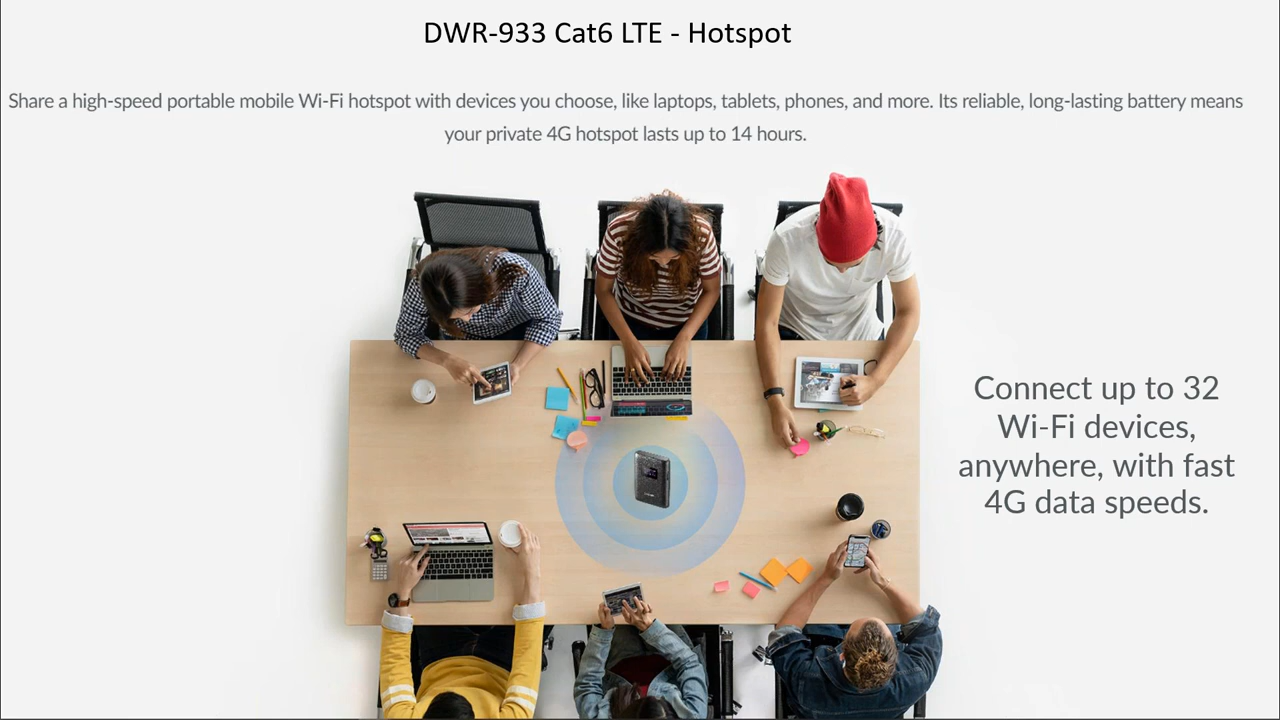 DWR-933 Cat6 LTE - Hotspot
Share a high-speed portable mobile Wi-Fi hotspot with devices you choose, like laptops, tablets, phones, and more. Its reliable, long-lasting battery means
your private 4G hotspot lasts up to 14 hours.
Connect up to 32
Wi-Fi devices,
anywhere, with fast
4G data speeds.